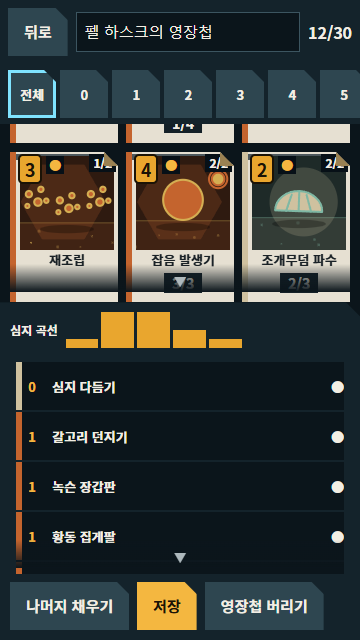 뒤로 펠 하스크의 영장첩 12/30
전체 0 1 2 3 4 5
1/4
3 4 2
재조립 잡음 발생기 조개무덤 파수
3/3 2/3
심지 곡선
0 심지 다듬기
1 갈고리 던지기
1 녹슨 장갑판
1 황동 집게팔
나머지 채우기 저장 영장첩 버리기